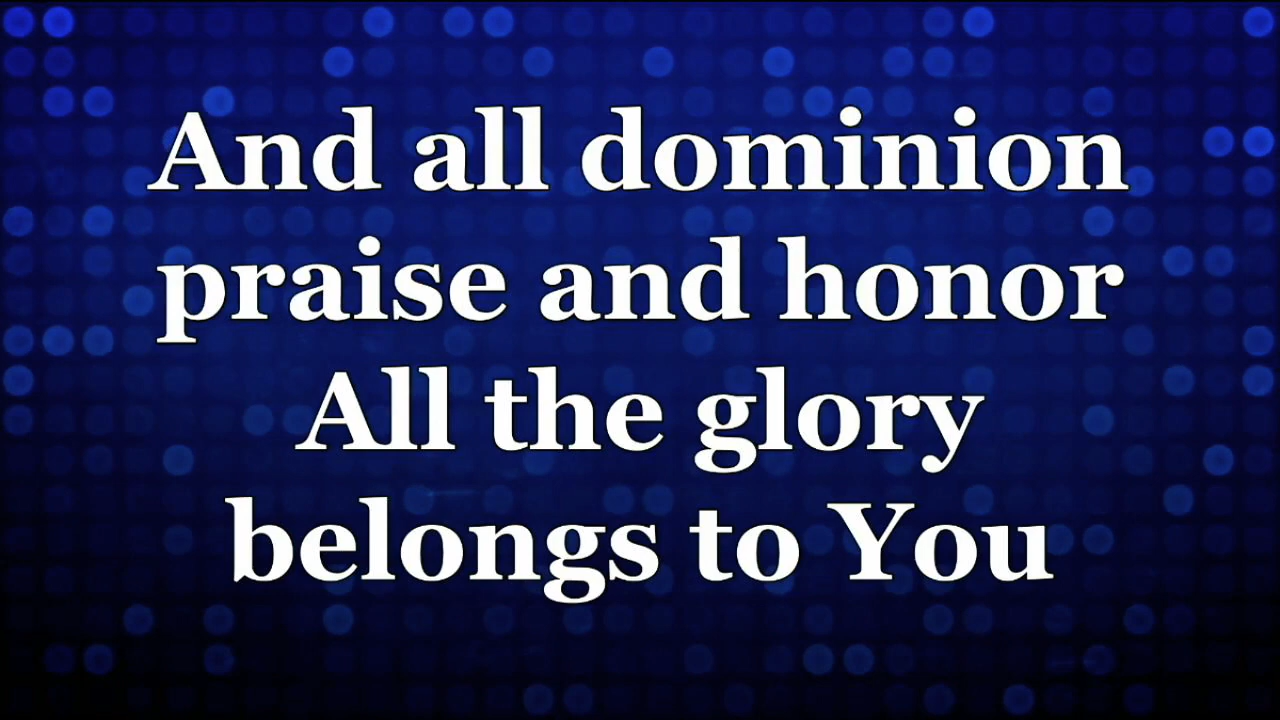 And all dominion
praise and honor
All the glory
belongs to You